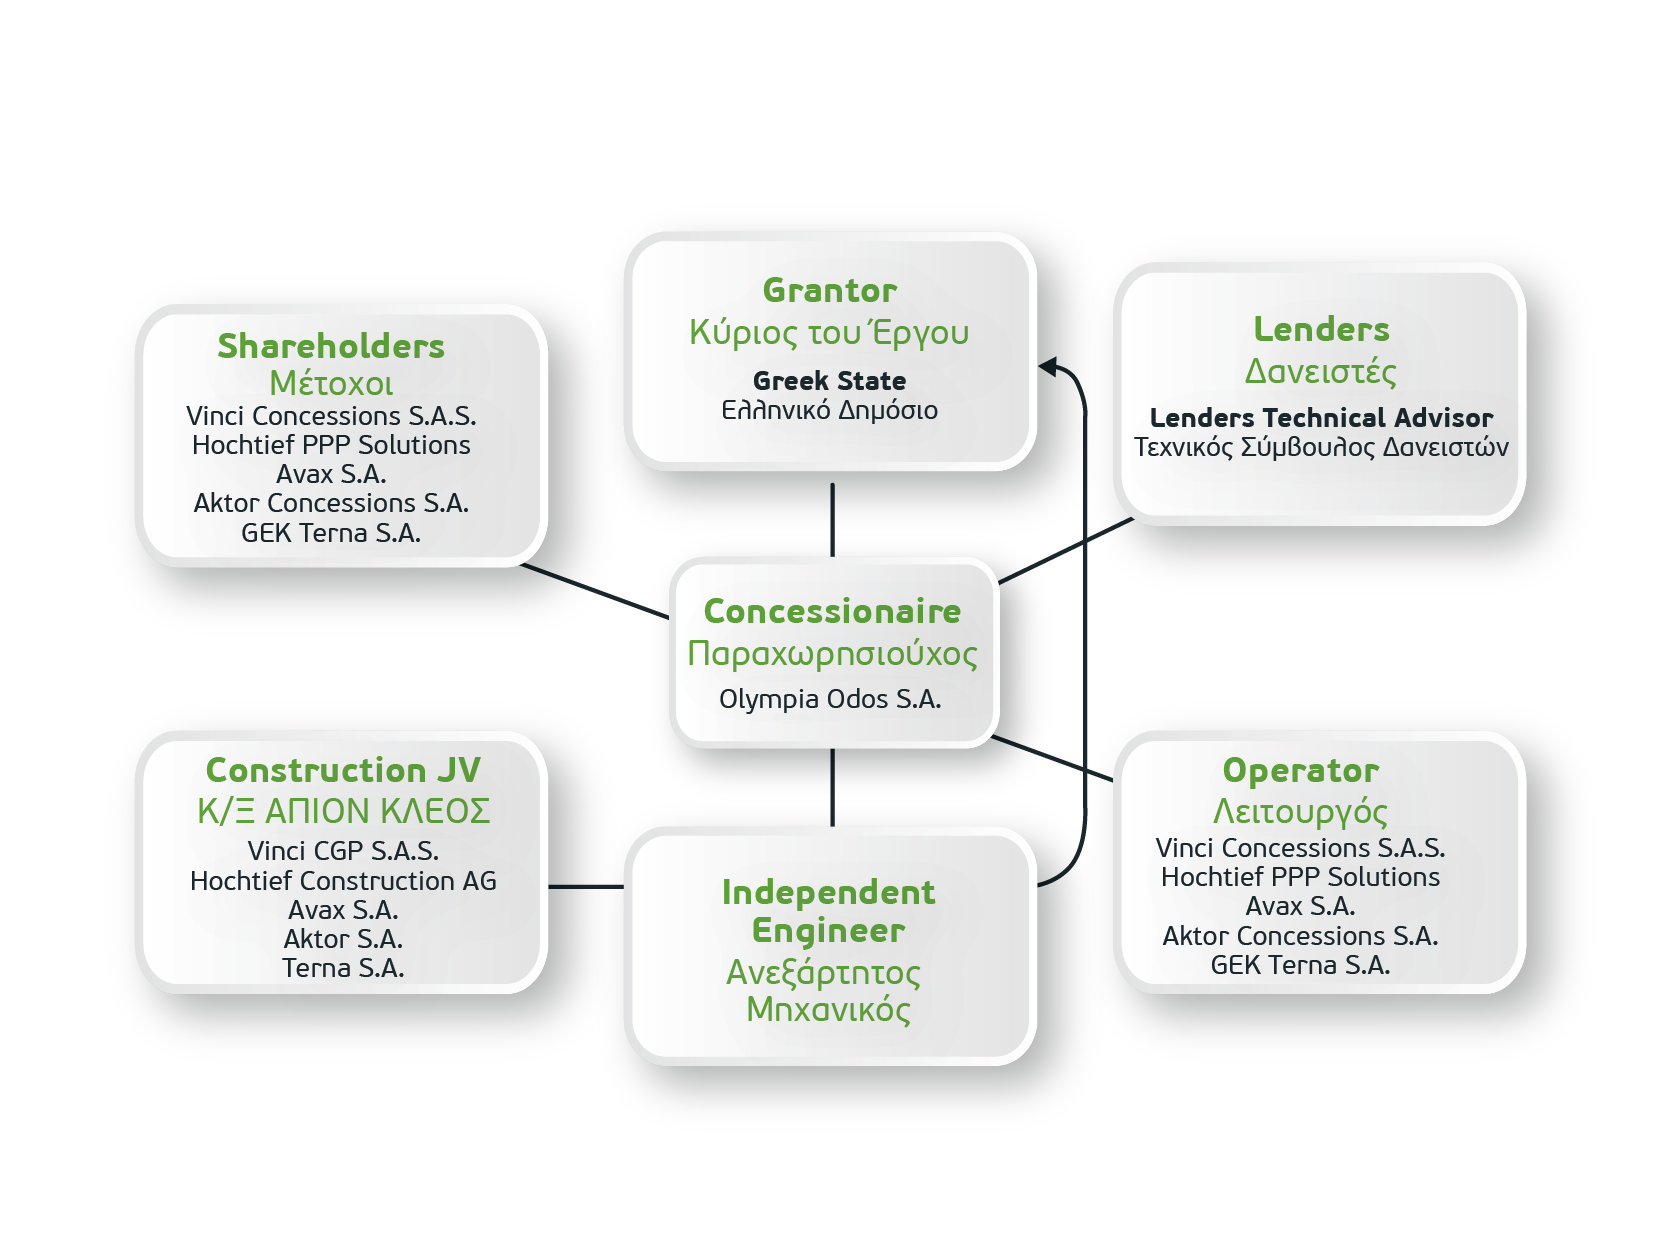 Grantor
Κύριος του Έργου
Greek State
Ελληνικό Δημόσιο
Shareholders
Μέτοχοι
Vinci Concessions S.A.S.
Hochtief PPP Solutions
Avax S.A.
Aktor Concessions S.A.
GEK Terna S.A.
Lenders
Δανειστές
Lenders Technical Advisor
Τεχνικός Σύμβουλος Δανειστών
Concessionaire
Παραχωρησιούχος
Olympia Odos S.A.
Construction JV
Κ/Ξ ΑΠΙΟΝ ΚΛΕΟΣ
Vinci CGP S.A.S.
Hochtief Construction AG
Avax S.A.
Aktor S.A.
Terna S.A.
Independent
Engineer
Ανεξάρτητος
Μηχανικός
Operator
Λειτουργός
Vinci Concessions S.A.S.
Hochtief PPP Solutions
Avax S.A.
Aktor Concessions S.A.
GEK Terna S.A.